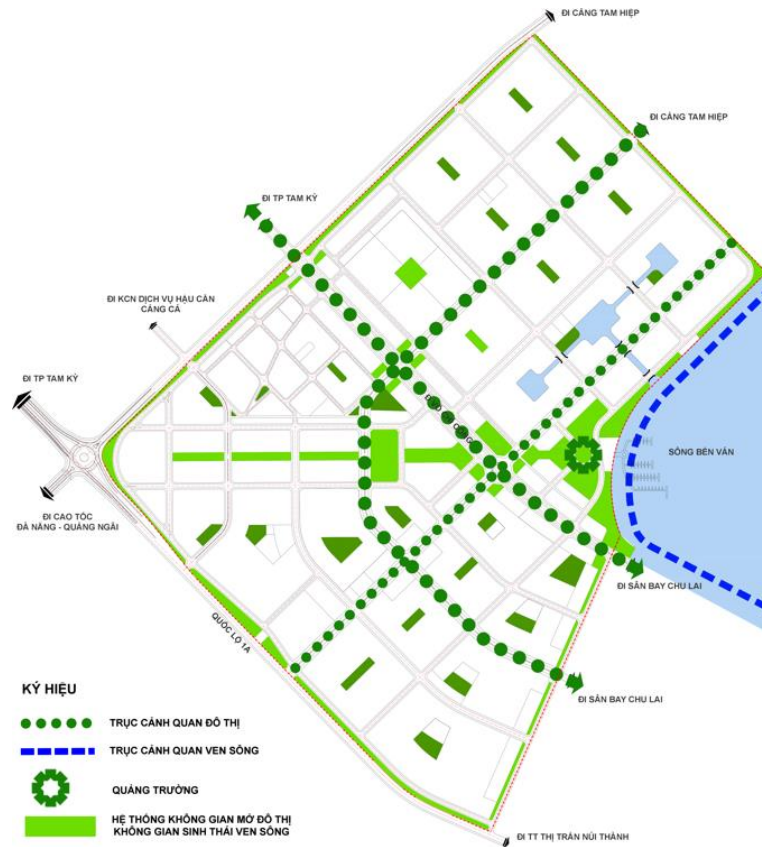 ĐI CẢNG TAM HIỆP
ĐI CẢNG TAM HIỆP
ĐI TP TAM KỲ
ĐI KCN DỊCH VỤ HẬU CẦN
CẢNG CÁ
ĐI TP TAM KỲ
SÔNG BẾN VÁN
ĐI CAO TỐC
ĐÀ NẴNG - QUẢNG NGÃI
ĐI SÂN BAY CHU LAI
QUỐC LỘ 1A
ĐI SÂN BAY CHU LAI
KÝ HIỆU
TRỤC CẢNH QUAN ĐÔ THỊ
TRỤC CẢNH QUAN VEN SÔNG
QUẢNG TRƯỜNG
HỆ THỐNG KHÔNG GIAN MỞ ĐÔ THỊ
KHÔNG GIAN SINH THÁI VEN SÔNG
ĐI TT THỊ TRẤN NÚI THÀNH